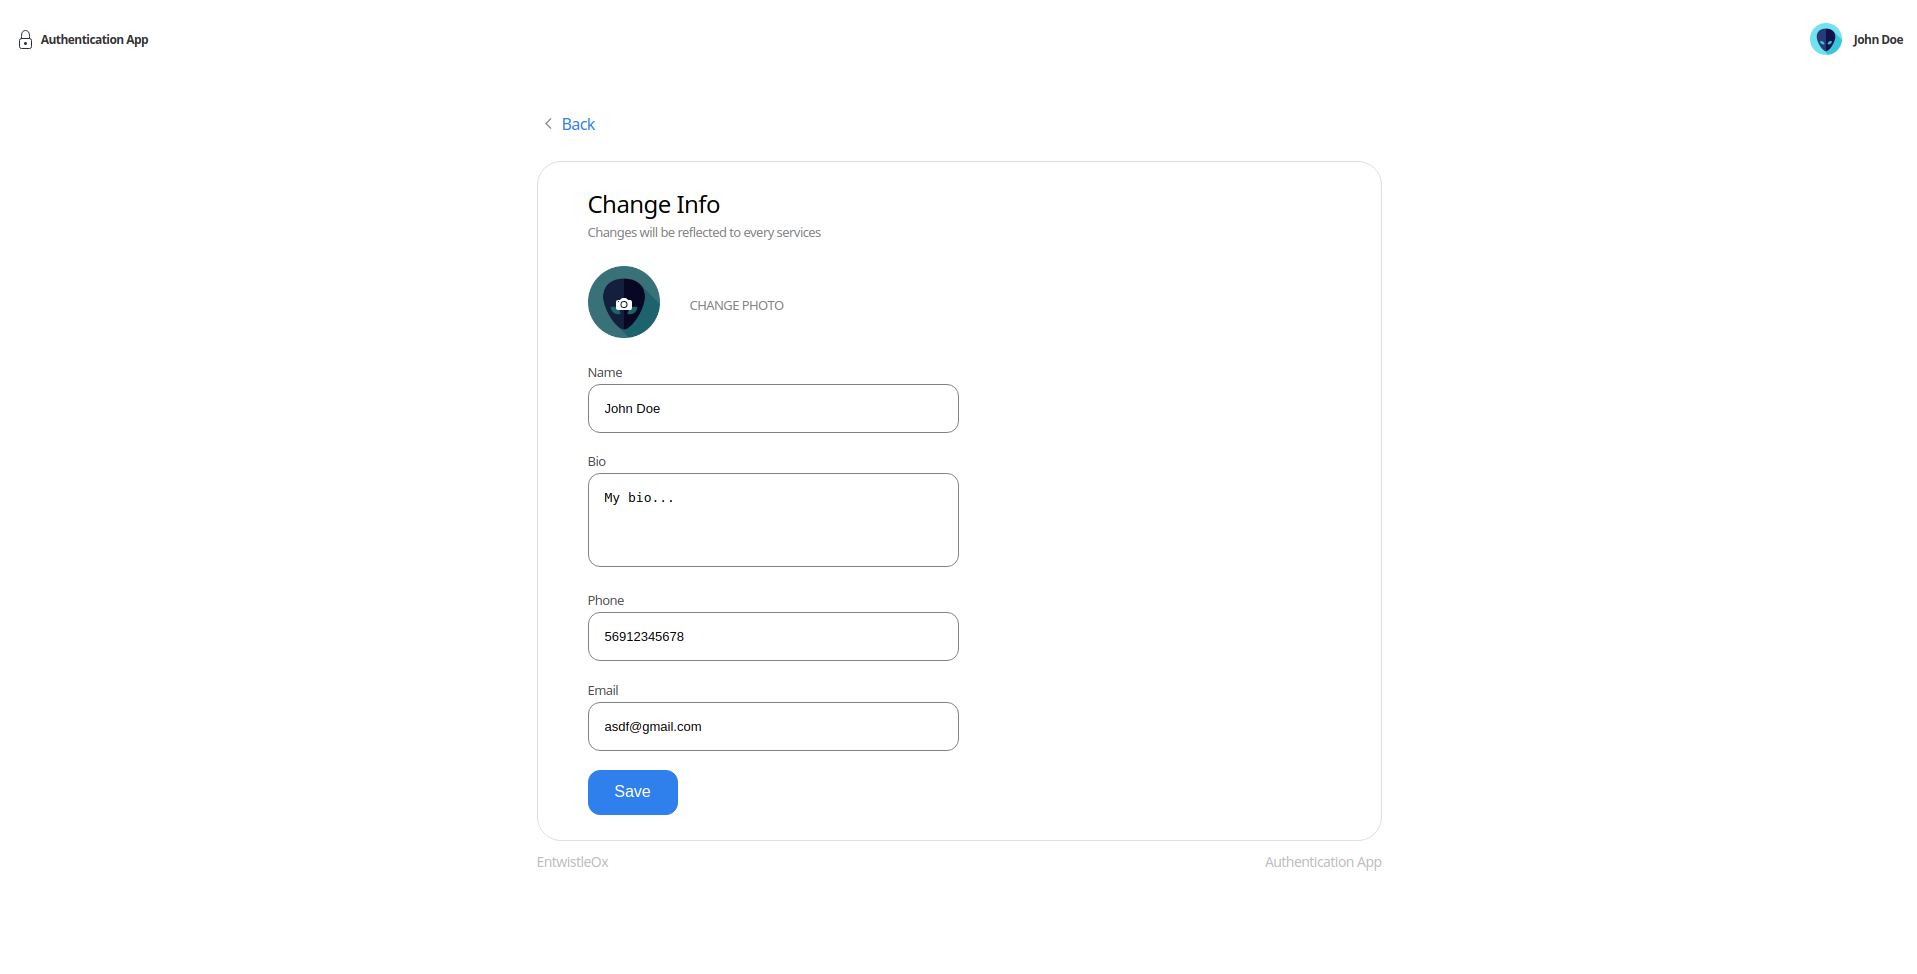 Authentication App
John Doe
Back
Change Info
Changes will be reflected to every services
CHANGE PHOTO
Name
John Doe
Bio
My bio...
Phone
56912345678
Email
asdf@gmail.com
Save
EntwistleOx
Authentication App